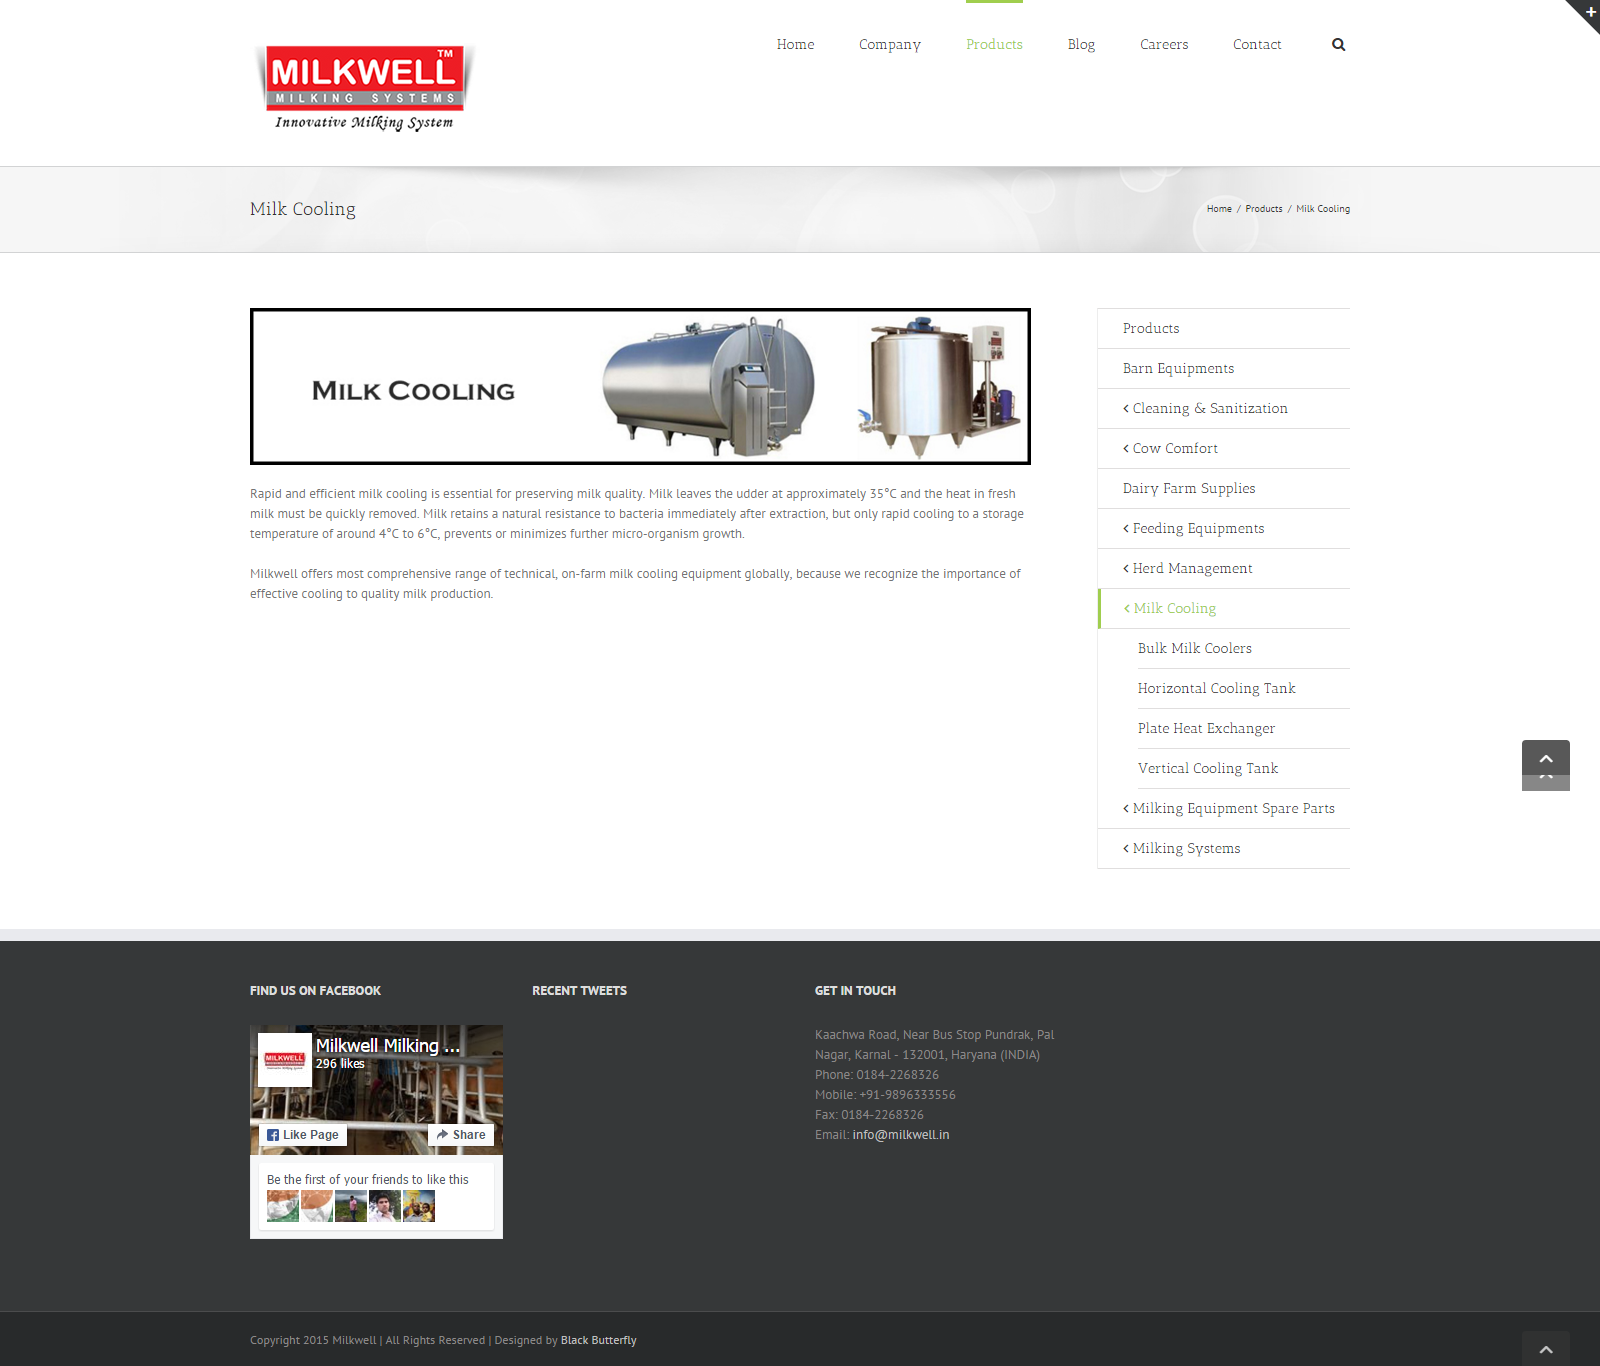 MILKWELL™
MILKING SYSTEMS
Innovative Milking System
Home
Company
Products
Blog
Careers
Contact
Milk Cooling
Home / Products / Milk Cooling
Milk Cooling
Rapid and efficient milk cooling is essential for preserving milk quality. Milk leaves the udder at approximately 35°C and the heat in fresh
milk must be quickly removed. Milk retains a natural resistance to bacteria immediately after extraction, but only rapid cooling to a storage
temperature of around 4°C to 6°C, prevents or minimizes further micro-organism growth.
Milkwell offers most comprehensive range of technical, on-farm milk cooling equipment globally, because we recognize the importance of
effective cooling to quality milk production.
Products
Barn Equipments
Cleaning & Sanitization
Cow Comfort
Dairy Farm Supplies
Feeding Equipments
Herd Management
Milk Cooling
Bulk Milk Coolers
Horizontal Cooling Tank
Plate Heat Exchanger
Vertical Cooling Tank
Milking Equipment Spare Parts
Milking Systems
FIND US ON FACEBOOK
MILKWELL
Milkwell Milking ...
296 likes
Like Page
Share
Be the first of your friends to like this
RECENT TWEETS
GET IN TOUCH
Kaachwa Road, Near Bus Stop Pundrak, Pal
Nagar, Karnal - 132001, Haryana (INDIA)
Phone: 0184-2268326
Mobile: +91-9896333556
Fax: 0184-2268326
Email: info@milkwell.in
Copyright 2015 Milkwell | All Rights Reserved | Designed by Black Butterfly